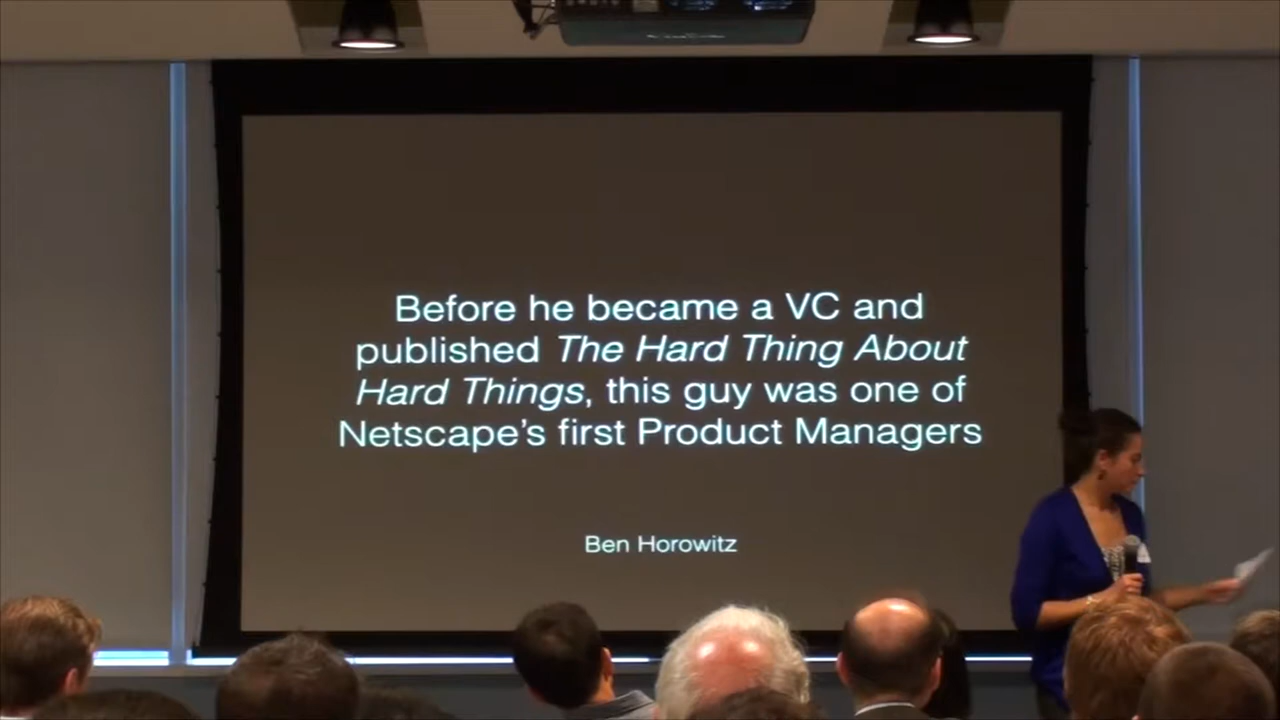 Before he became a VC and
published The Hard Thing About
Hard Things, this guy was one of
Netscape's first Product Managers
Ben Horowitz